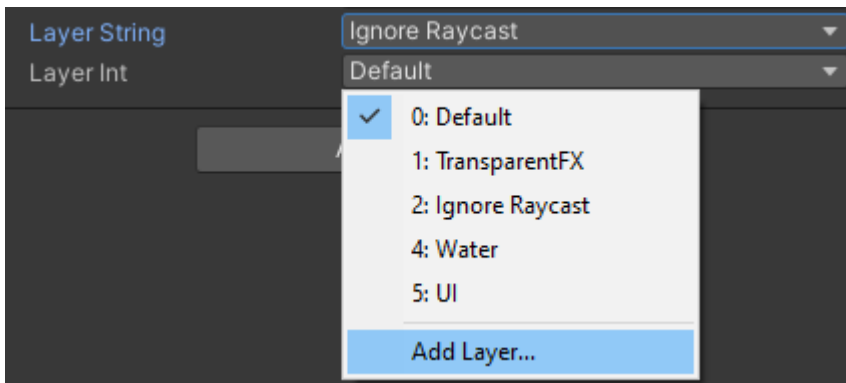 Layer String
Ignore Raycast
Layer Int
Default
0: Default
1: TransparentFX
2: Ignore Raycast
4: Water
5: UI
Add Layer...